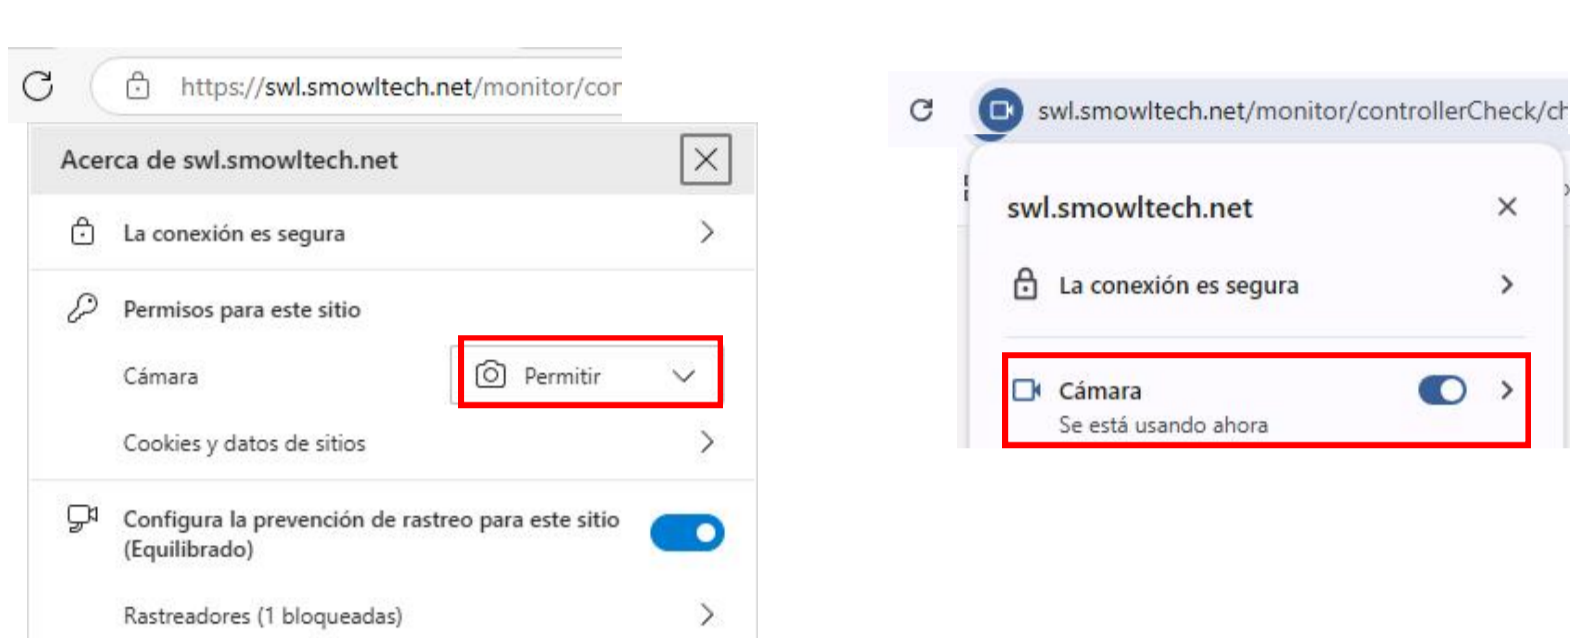 https://swl.smowltech.net/monitor/cor
Acerca de swl.smowltech.net
La conexión es segura
Permisos para este sitio
Cámara
Permitir
Cookies y datos de sitios
Configura la prevención de rastreo para este sitio
(Equilibrado)
Rastreadores (1 bloqueadas)
swl.smowltech.net/monitor/controllerCheck/ch
swl.smowltech.net
La conexión es segura
Cámara
Se está usando ahora